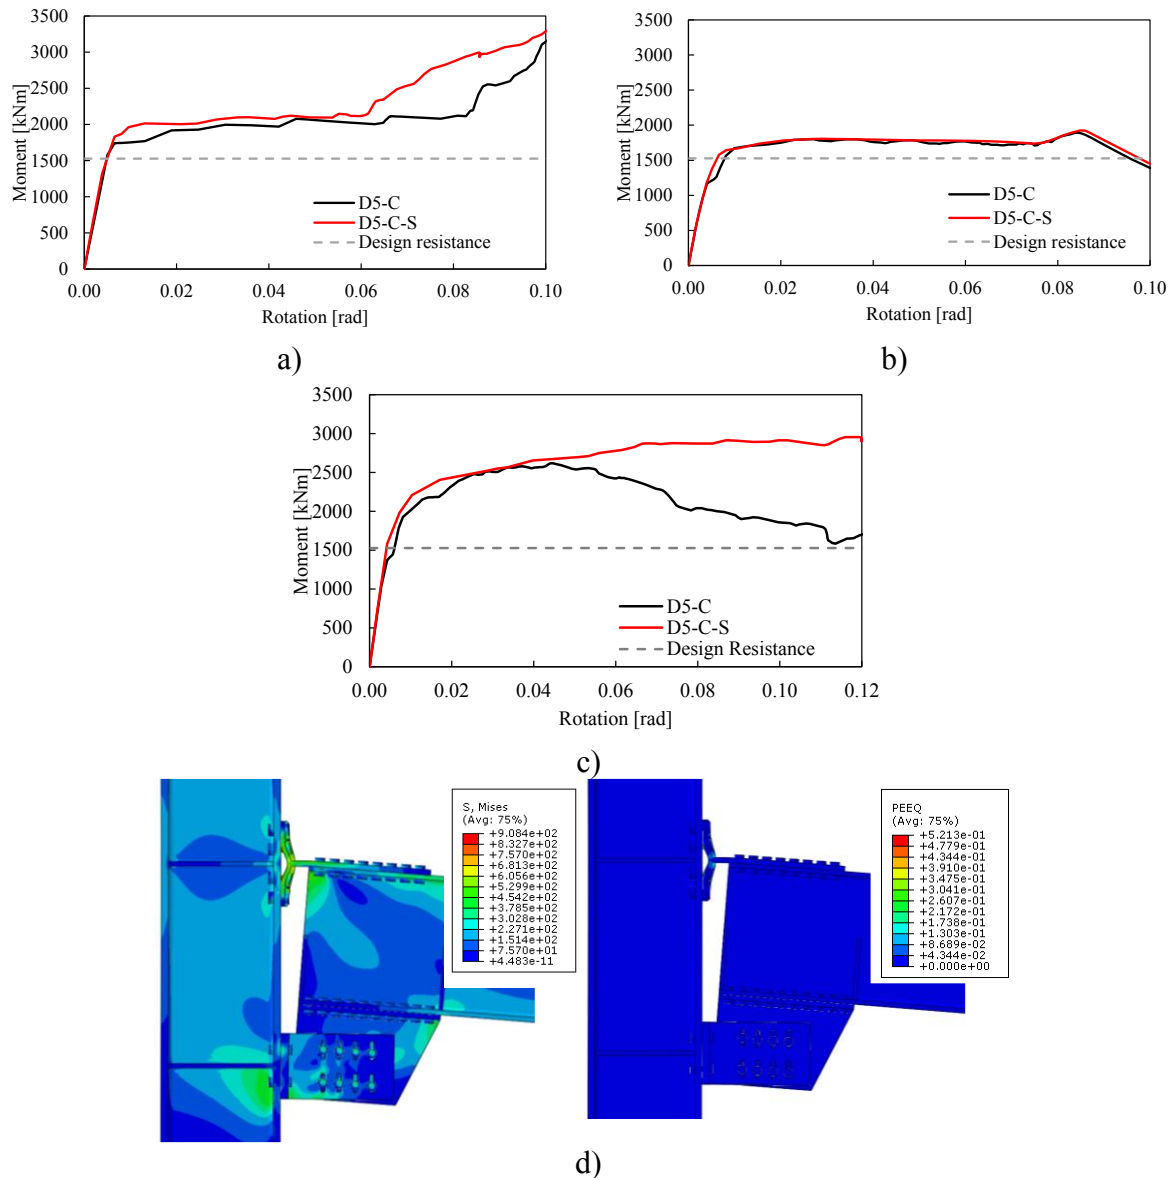 3500
3000
2500
2000
1500
1000
500
0
Moment [kNm]
D5-C
D5-C-S
Design resistance
0.00 0.02 0.04 0.06 0.08 0.10
Rotation [rad]
a)
3500
3000
2500
2000
1500
1000
500
0
Moment [kNm]
D5-C
D5-C-S
Design resistance
0.00 0.02 0.04 0.06 0.08 0.10
Rotation [rad]
b)
3500
3000
2500
2000
1500
1000
500
0
Moment [kNm]
D5-C
D5-C-S
Design Resistance
0.00 0.02 0.04 0.06 0.08 0.10 0.12
Rotation [rad]
c)
S, Mises
(Avg: 75%)
+9.084e+02
+8.327e+02
+7.570e+02
+6.813e+02
+6.056e+02
+5.299e+02
+4.542e+02
+3.785e+02
+3.028e+02
+2.271e+02
+1.514e+02
+7.570e+01
+4.483e-11
PEEQ
(Avg: 75%)
+5.213e-01
+4.779e-01
+4.344e-01
+3.910e-01
+3.475e-01
+3.041e-01
+2.607e-01
+2.172e-01
+1.738e-01
+1.303e-01
+8.689e-02
+4.344e-02
+0.000e+00
d)